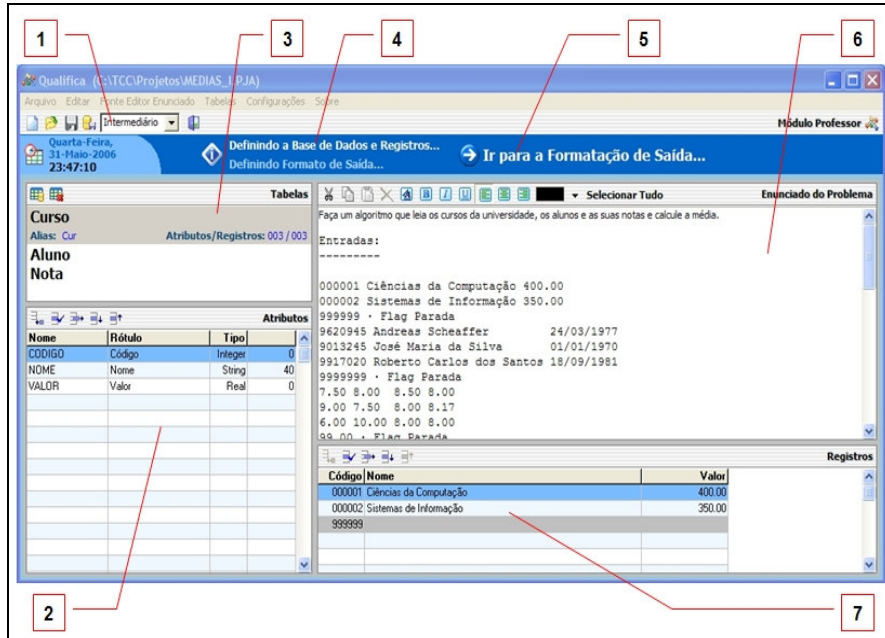 1
3
4
5
6
Qualifica (C:\TCC\Projetos\MEDIAS_I.PJA)
Arquivo Editar Fonte Editor Enunciado Tabelas Configurações Sobre
Intermediário
Módulo Professor
Quarta-Feira,
31-Maio-2006
23:47:10
Definindo a Base de Dados e Registros...
Definindo Formato de Saída...
Ir para a Formatação de Saída...
Tabelas
Selecionar Tudo
Enunciado do Problema
Curso
Alias: Cur Atributos/Registros: 003 / 003
Aluno
Nota
Faça um algoritmo que leia os cursos da universidade, os alunos e as suas notas e calcule a média.
Entradas:
---------
000001 Ciências da Computação 400.00
000002 Sistemas de Informação 350.00
999999 · Flag Parada
9620945 Andreas Scheaffer 24/03/1977
9013245 José Maria da Silva 01/01/1970
9917020 Roberto Carlos dos Santos 18/09/1981
9999999 · Flag Parada
7.50 8.00 8.50 8.00
9.00 7.50 8.00 8.17
6.00 10.00 8.00 8.00
99.00 · Flag Parada
Atributos
Nome Rótulo Tipo
CODIGO Código Integer 0
NOME Nome String 40
VALOR Valor Real 0
Registros
Código Nome Valor
000001 Ciências da Computação 400.00
000002 Sistemas de Informação 350.00
999999
2
7